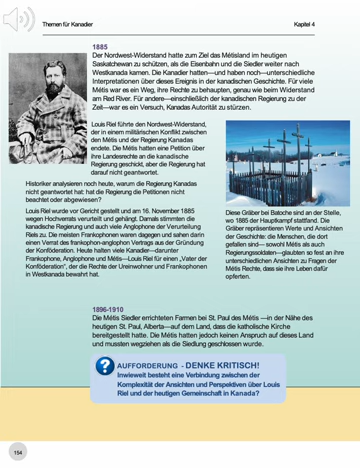 Themen für Kanadier
Kapitel 4
1885
Der Nordwest-Widerstand hatte zum Ziel das Métisland im heutigen
Saskatchewan zu schützen, als die Eisenbahn und die Siedler weiter nach
Westkanada kamen. Die Kanadier hatten—und haben noch—unterschiedliche
Interpretationen über dieses Ereignis in der kanadischen Geschichte. Für viele
Métis war es ein Weg, ihre Rechte zu behaupten, genau wie beim Widerstand
am Red River. Für andere—einschließlich der kanadischen Regierung zu der
Zeit—war es ein Versuch, Kanadas Autorität zu stürzen.
Louis Riel führte den Nordwest-Widerstand,
der in einem militärischen Konflikt zwischen
den Métis und der Regierung Kanadas
endete. Die Métis hatten eine Petition über
ihre Landesrechte an die kanadische
Regierung geschickt, aber die Regierung hat
darauf nicht geantwortet.
Historiker analysieren noch heute, warum die Regierung Kanadas
nicht geantwortet hat: hat die Regierung die Petitionen nicht
beachtet oder abgewiesen?
Louis Riel wurde vor Gericht gestellt und am 16. November 1885
wegen Hochverrats verurteilt und gehängt. Damals stimmten die
kanadische Regierung und auch viele Anglophone der Verurteilung
Riels zu. Die meisten Frankophonen waren dagegen und sahen darin
einen Verrat des frankophon-anglophon Vertrags aus der Gründung
der Konföderation. Heute halten viele Kanadier—darunter
Frankophone, Anglophone und Métis—Louis Riel für einen „Vater der
Konföderation“, der die Rechte der Ureinwohner und Frankophonen
in Westkanada bewahrt hat.
Diese Gräber bei Batoche sind an der Stelle,
wo 1885 der Hauptkampf stattfand. Die
Gräber repräsentieren Werte und Ansichten
der Geschichte: die Menschen, die dort
gefallen sind— sowohl Métis als auch
Regierungssoldaten—glaubten so fest an ihre
unterschiedlichen Ansichten zu Fragen der
Métis Rechte, dass sie ihre Leben dafür
opferten.
1896-1910
Die Métis Siedler errichteten Farmen bei St. Paul des Métis —in der Nähe des
heutigen St. Paul, Alberta—auf dem Land, dass die katholische Kirche
bereitgestellt hatte. Die Métis hatten jedoch keinen Anspruch auf dieses Land
und mussten wegziehen als die Siedlung geschlossen wurde.
? AUFFORDERUNG - DENKE KRITISCH!
Inwieweit besteht eine Verbindung zwischen der
Komplexität der Ansichten und Perspektiven über Louis
Riel und der heutigen Gemeinschaft in Kanada?
154